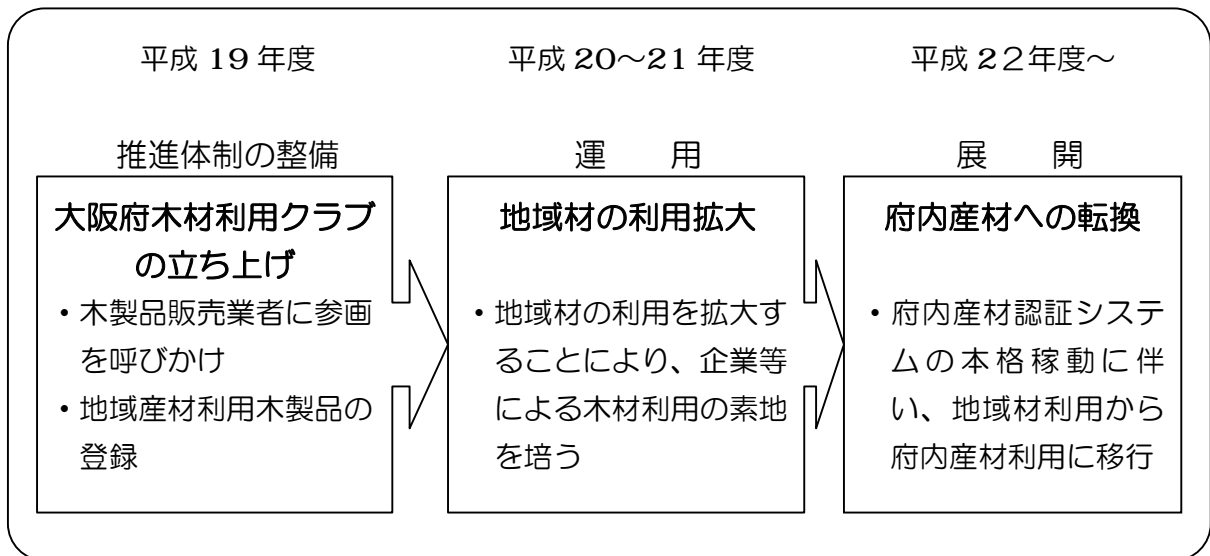 平成 19 年度
平成 20～21 年度
平成 2２年度～
推進体制の整備
運　用
展　開
大阪府木材利用クラブ
の立ち上げ
・木製品販売業者に参画
を呼びかけ
・地域産材利用木製品の
登録
地域材の利用拡大
・地域材の利用を拡大す
ることにより、企業等
による木材利用の素地
を培う
府内産材への転換
・府内産材認証システ
ムの本格稼動に伴
い、地域材利用から
府内産材利用に移行